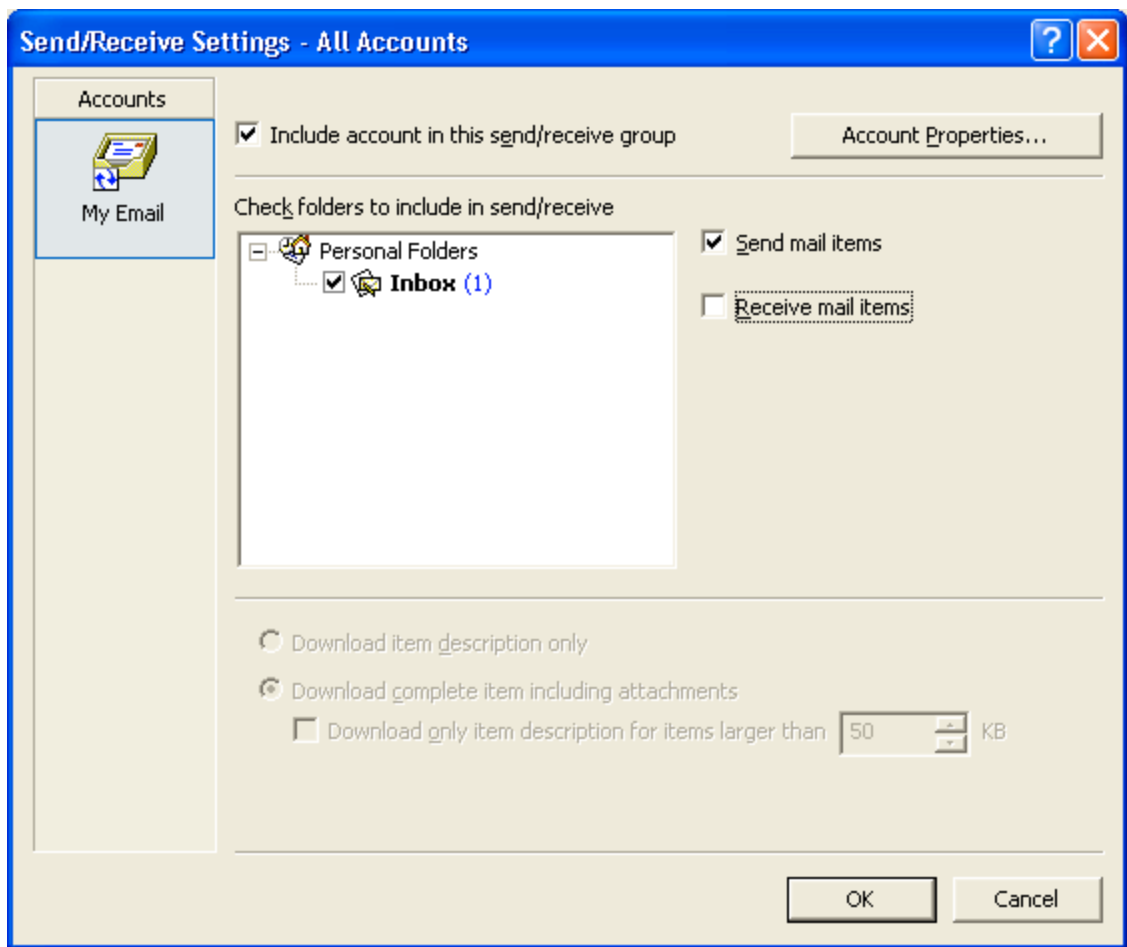 Send/Receive Settings - All Accounts
Accounts
My Email
Include account in this send/receive group
Account Properties...
Check folders to include in send/receive
Personal Folders
Inbox (1)
Send mail items
Receive mail items
Download item description only
Download complete item including attachments
Download only item description for items larger than 50 KB
OK
Cancel